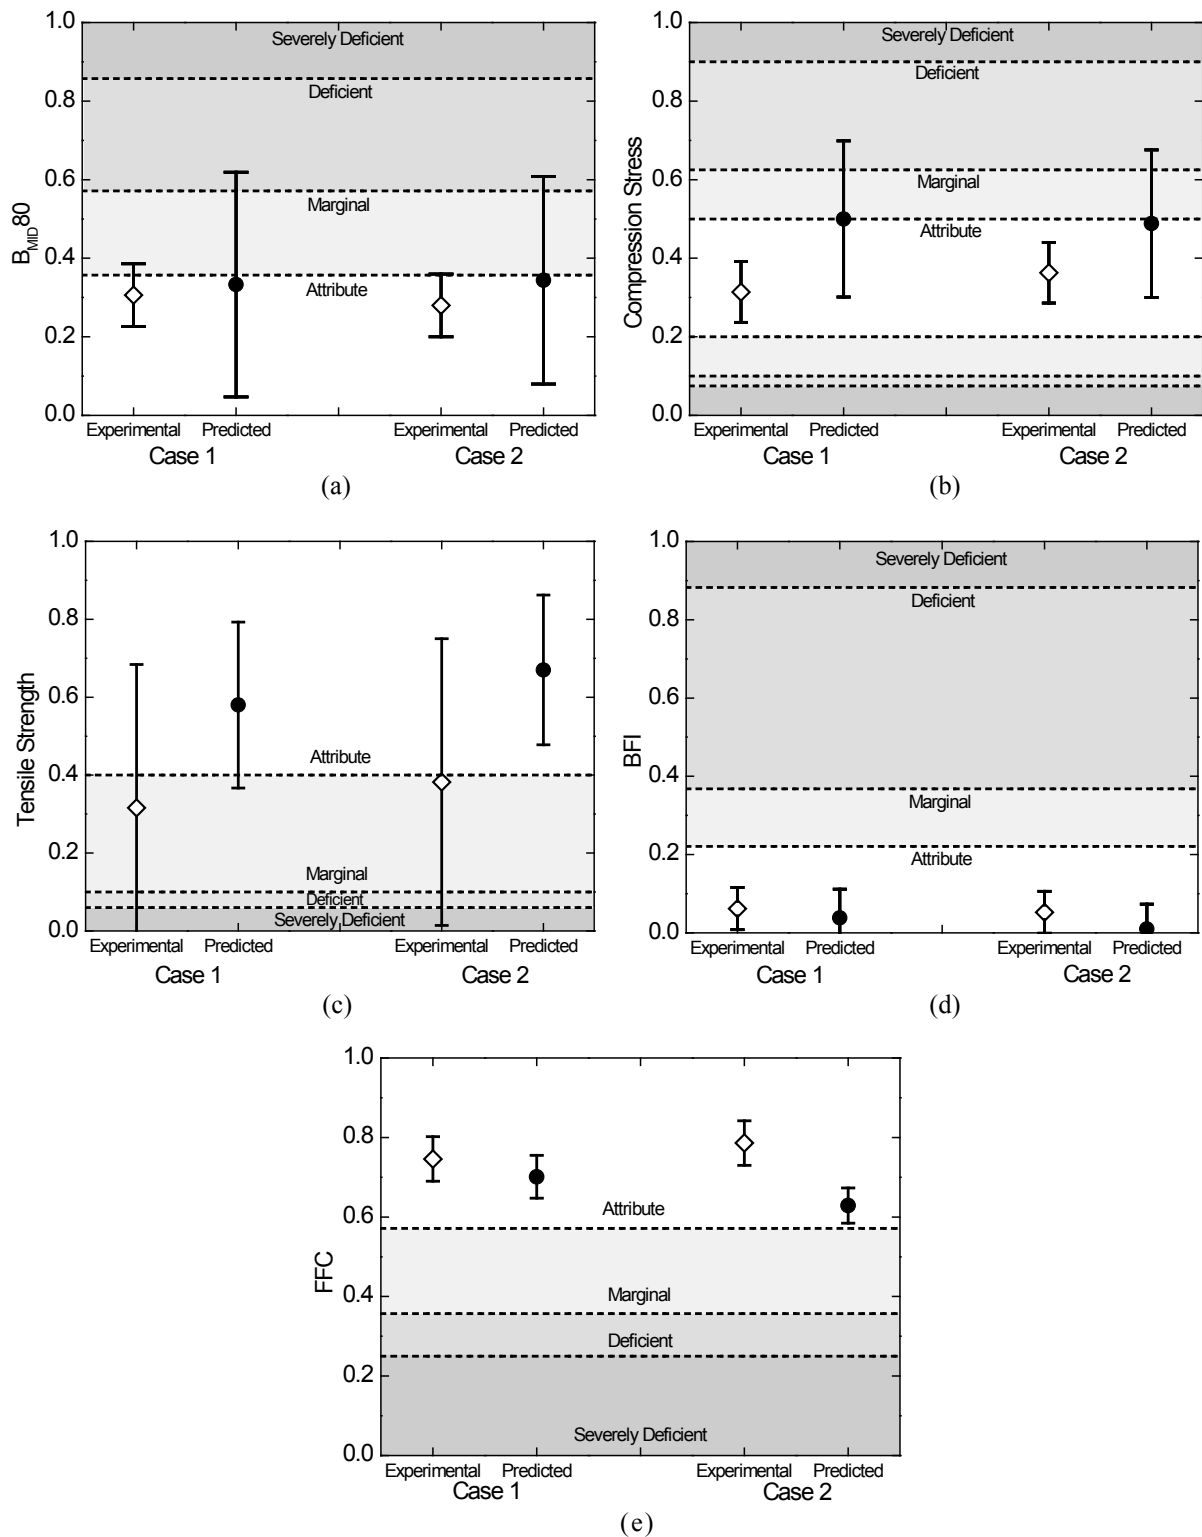 1.0
0.8
0.6
0.4
0.2
0.0
B_MID80
Severely Deficient
Deficient
Marginal
Attribute
Experimental Predicted Experimental Predicted
Case 1 Case 2
(a)
1.0
0.8
0.6
0.4
0.2
0.0
Compression Stress
Severely Deficient
Deficient
Marginal
Attribute
Experimental Predicted Experimental Predicted
Case 1 Case 2
(b)
1.0
0.8
0.6
0.4
0.2
0.0
Tensile Strength
Attribute
Marginal
Deficient
Severely Deficient
Experimental Predicted Experimental Predicted
Case 1 Case 2
(c)
1.0
0.8
0.6
0.4
0.2
0.0
BFI
Severely Deficient
Deficient
Marginal
Attribute
Experimental Predicted Experimental Predicted
Case 1 Case 2
(d)
1.0
0.8
0.6
0.4
0.2
0.0
FFC
Attribute
Marginal
Deficient
Severely Deficient
Experimental Predicted Experimental Predicted
Case 1 Case 2
(e)